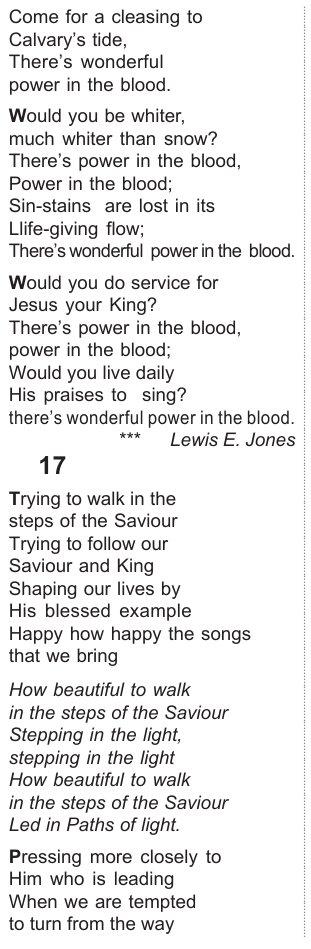 Come for a cleasing to
Calvary's tide,
There's wonderful
power in the blood.
Would you be whiter,
much whiter than snow?
There's power in the blood,
Power in the blood;
Sin-stains are lost in its
Llife-giving flow;
There's wonderful power in the blood.
Would you do service for
Jesus your King?
There's power in the blood,
power in the blood;
Would you live daily
His praises to sing?
there's wonderful power in the blood.
*** Lewis E. Jones
17
Trying to walk in the
steps of the Saviour
Trying to follow our
Saviour and King
Shaping our lives by
His blessed example
Happy how happy the songs
that we bring
How beautiful to walk
in the steps of the Saviour
Stepping in the light,
stepping in the light
How beautiful to walk
in the steps of the Saviour
Led in Paths of light.
Pressing more closely to
Him who is leading
When we are tempted
to turn from the way